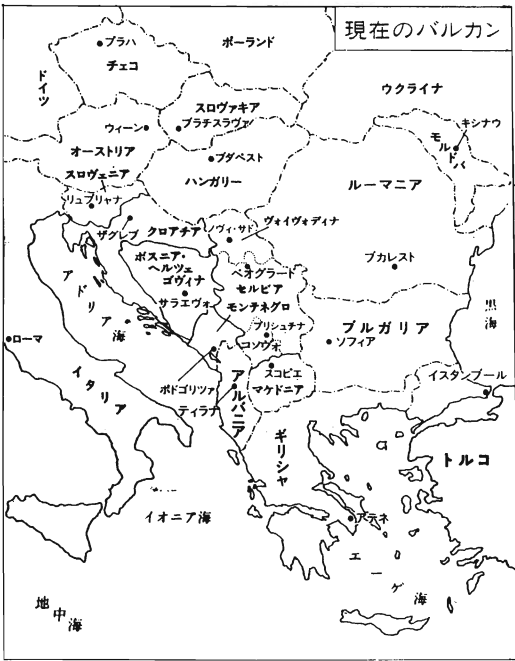 現在のバルカン
プラハ
チェコ
ポーランド
ドイツ
ウクライナ
スロヴァキア
ウィーン
ブラチスラヴァ
キシナウ
モルドバ
オーストリア
ブダペスト
スロヴェニア
ハンガリー
ルーマニア
リュブリャナ
ザグレブ
クロアチア
ノヴィ・サド
ヴォイヴォディナ
ボスニア・
ヘルツェ
ゴヴィナ
サラエヴォ
ベオグラード
セルビア
ブカレスト
アドリア海
モンテネグロ
黒海
プリシュチナ
コソヴォ
ブルガリア
ソフィア
ローマ
イタリア
スコピエ
マケドニア
イスタンブール
ポドゴリツァ
ティラナ
アルバニア
ギリシャ
トルコ
イオニア海
アテネ
エーゲ海
地中海